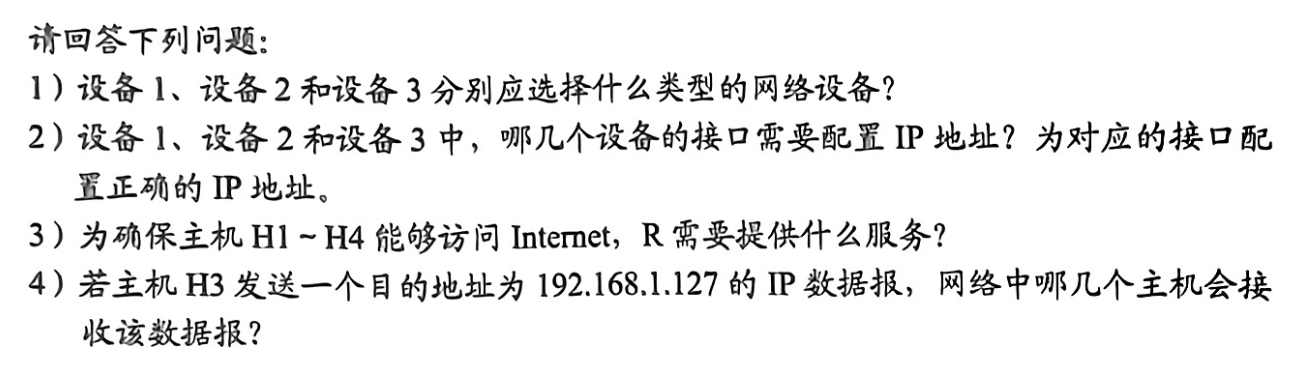 请回答下列问题：
1）设备 1、设备 2 和设备 3 分别应选择什么类型的网络设备？
2）设备 1、设备 2 和设备 3 中，哪几个设备的接口需要配置 IP 地址？为对应的接口配
置正确的 IP 地址。
3）为确保主机 H1～H4 能够访问 Internet，R 需要提供什么服务？
4）若主机 H3 发送一个目的地址为 192.168.1.127 的 IP 数据报，网络中哪几个主机会接
收该数据报？